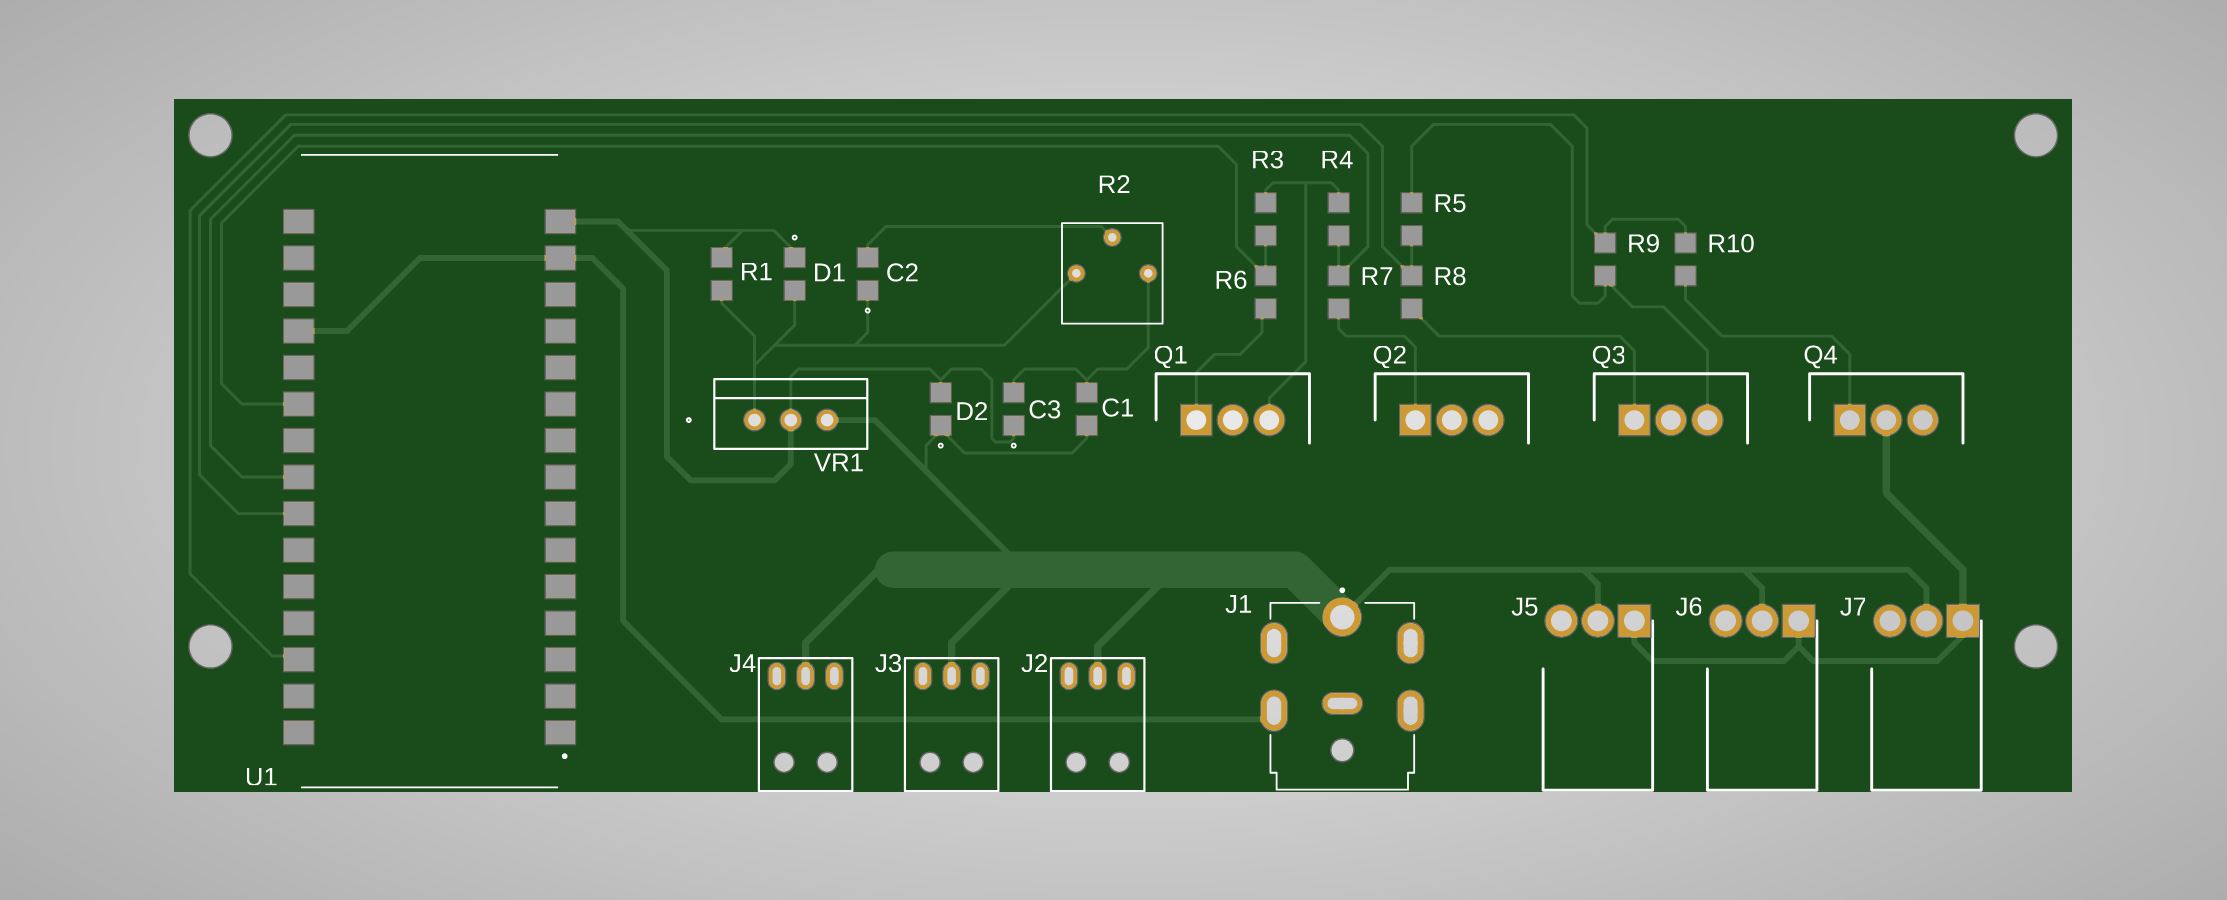 R3 R4
R2
R5
R9 R10
R1 D1 C2
R6 R7 R8
Q1 Q2 Q3 Q4
D2 C3 C1
VR1
J1 J5 J6 J7
J4 J3 J2
U1